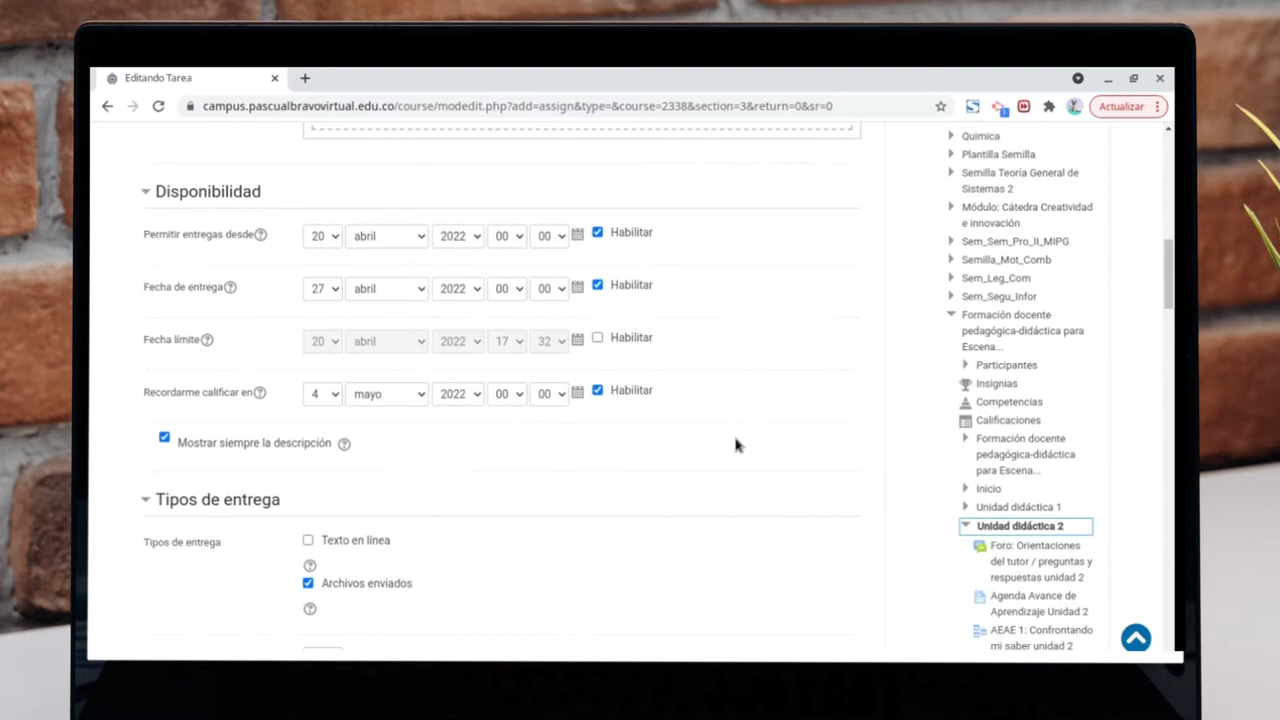 Editando Tarea
campus.pascualbravovirtual.edu.co/course/modedit.php?add=assign&type=&course=2338&section=3&return=0&sr=0
Actualizar
Disponibilidad
Permitir entregas desde 20 abril 2022 00 00 Habilitar
Fecha de entrega 27 abril 2022 00 00 Habilitar
Fecha límite 20 abril 2022 17 32 Habilitar
Recordarme calificar en 4 mayo 2022 00 00 Habilitar
Mostrar siempre la descripción
Tipos de entrega
Tipos de entrega Texto en línea
Archivos enviados
Quimica
Plantilla Semilla
Semilla Teoría General de
Sistemas 2
Módulo: Cátedra Creatividad
e innovación
Sem_Sem_Pro_II_MIPG
Semilla_Mot_Comb
Sem_Leg_Com
Sem_Segu_Infor
Formación docente
pedagógica-didáctica para
Escena...
Participantes
Insignias
Competencias
Calificaciones
Formación docente
pedagógica-didáctica
para Escena...
Inicio
Unidad didáctica 1
Unidad didáctica 2
Foro: Orientaciones
del tutor / preguntas y
respuestas unidad 2
Agenda Avance de
Aprendizaje Unidad 2
AEAE 1: Confrontando
mi saber unidad 2